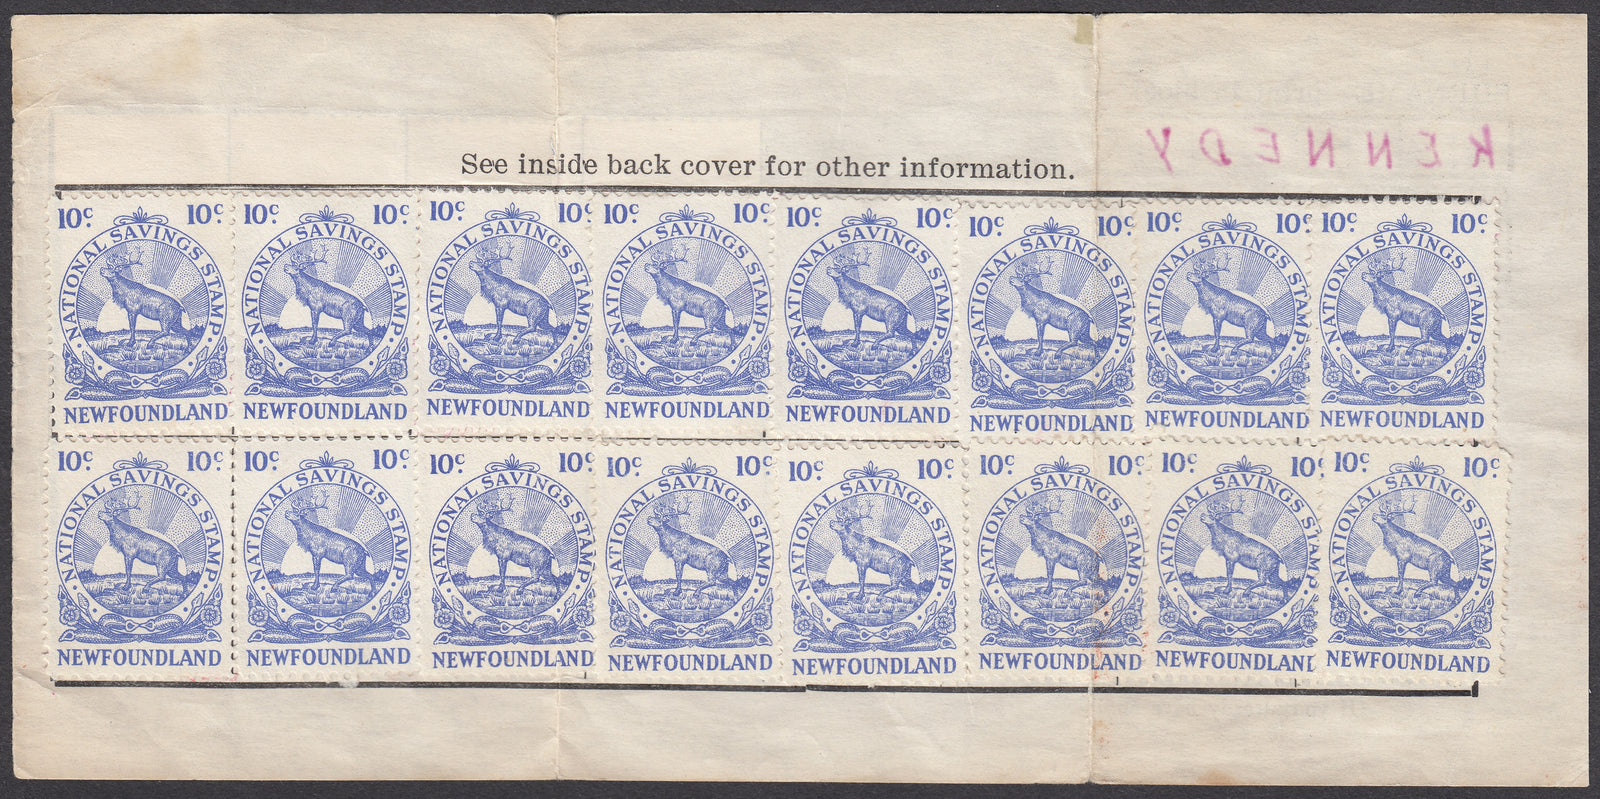 KENNEDY
See inside back cover for other information.
10c 10c 10c 10c 10c 10c 10c 10c 10c 10c 10c 10c 10c 10c 10c 10c
NATIONAL SAVINGS STAMP NATIONAL SAVINGS STAMP NATIONAL SAVINGS STAMP NATIONAL SAVINGS STAMP NATIONAL SAVINGS STAMP NATIONAL SAVINGS STAMP NATIONAL SAVINGS STAMP NATIONAL SAVINGS STAMP
NEWFOUNDLAND NEWFOUNDLAND NEWFOUNDLAND NEWFOUNDLAND NEWFOUNDLAND NEWFOUNDLAND NEWFOUNDLAND NEWFOUNDLAND
10c 10c 10c 10c 10c 10c 10c 10c 10c 10c 10c 10c 10c 10c 10c 10c
NATIONAL SAVINGS STAMP NATIONAL SAVINGS STAMP NATIONAL SAVINGS STAMP NATIONAL SAVINGS STAMP NATIONAL SAVINGS STAMP NATIONAL SAVINGS STAMP NATIONAL SAVINGS STAMP NATIONAL SAVINGS STAMP
NEWFOUNDLAND NEWFOUNDLAND NEWFOUNDLAND NEWFOUNDLAND NEWFOUNDLAND NEWFOUNDLAND NEWFOUNDLAND NEWFOUNDLAND